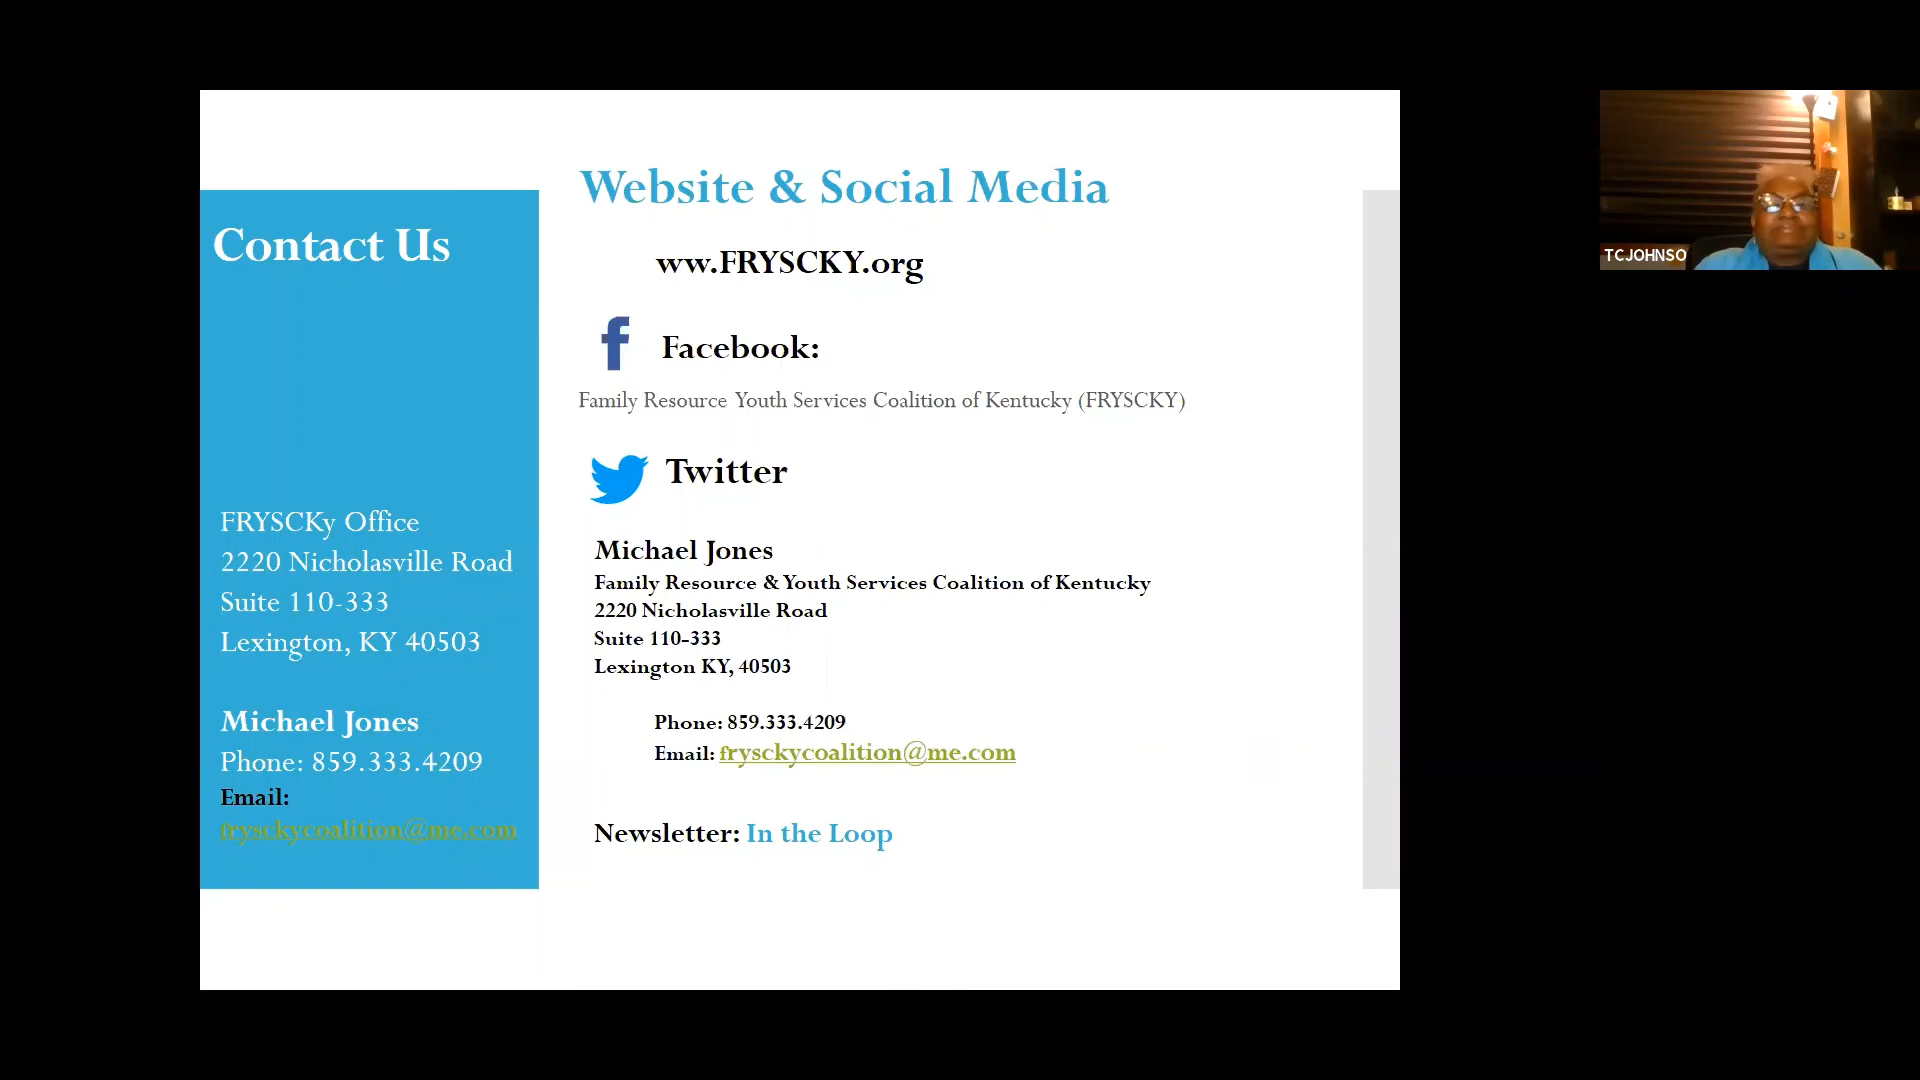 Contact Us
FRYSCKy Office
2220 Nicholasville Road
Suite 110-333
Lexington, KY 40503
Michael Jones
Phone: 859.333.4209
Email:
frysckycoalition@me.com
Website & Social Media
ww.FRYSCKY.org
Facebook:
Family Resource Youth Services Coalition of Kentucky (FRYSCKY)
Twitter
Michael Jones
Family Resource & Youth Services Coalition of Kentucky
2220 Nicholasville Road
Suite 110-333
Lexington KY, 40503
Phone: 859.333.4209
Email: frysckycoalition@me.com
Newsletter: In the Loop
TCJOHNSO